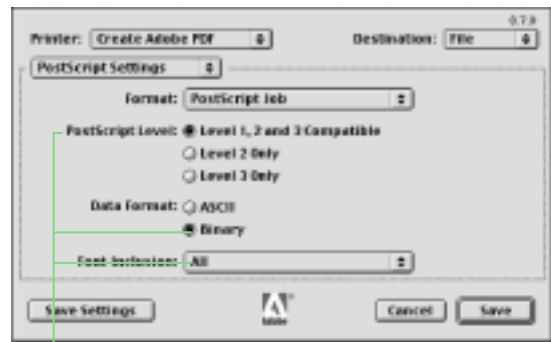 0.7.0
Printer: Create Adobe PDF Destination: File
PostScript Settings
Format: PostScript Job
PostScript Level: Level 1, 2 and 3 Compatible
Level 2 Only
Level 3 Only
Data Format: ASCII
Binary
Font Inclusion: All
Save Settings Adobe Cancel Save